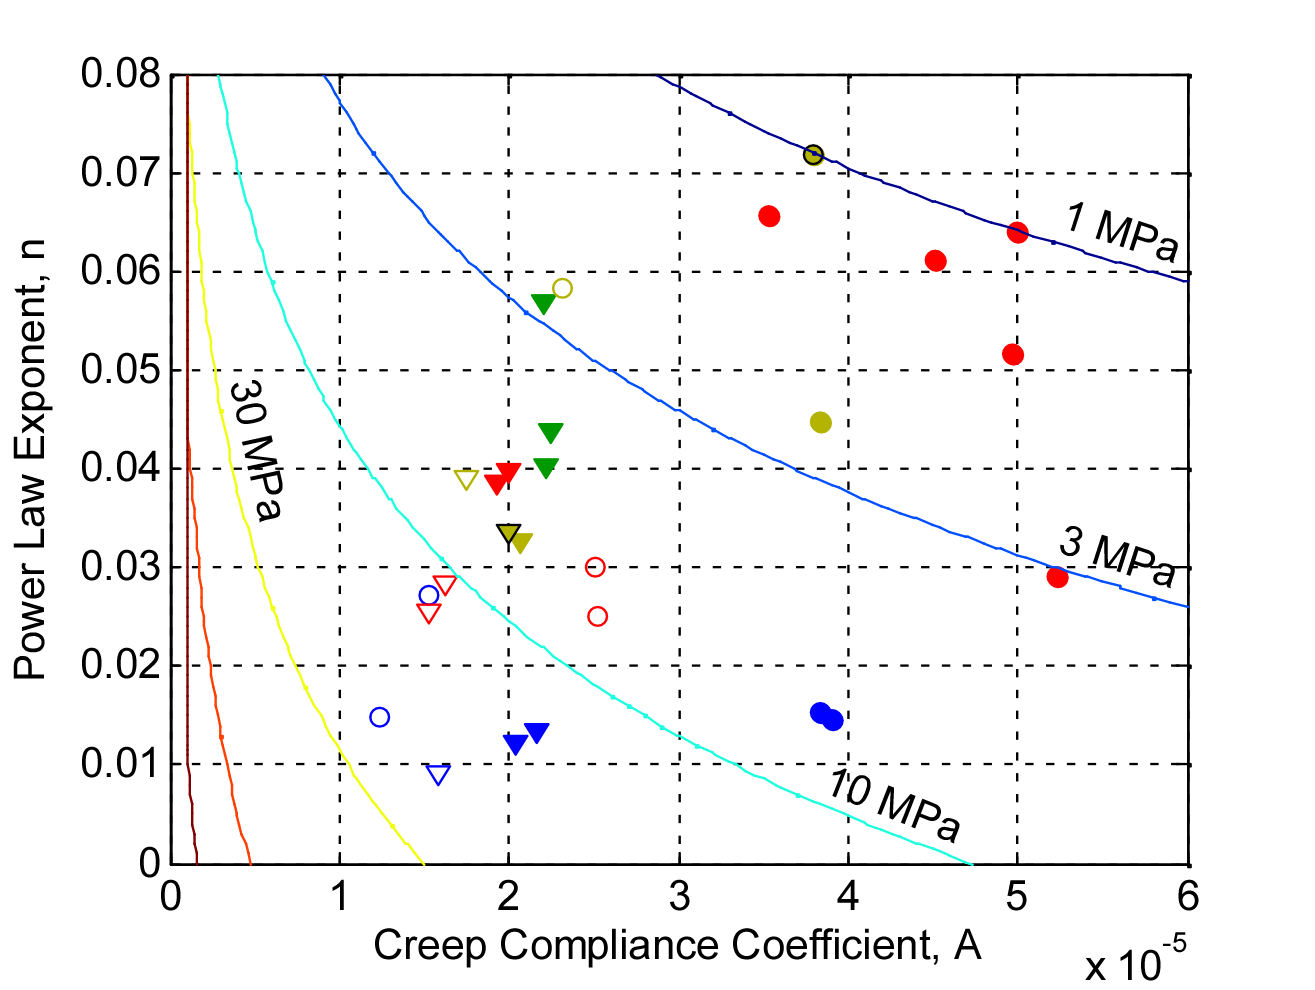 0.08
0.07
0.06
0.05
0.04
0.03
0.02
0.01
0
Power Law Exponent, n
1 MPa
30 MPa
3 MPa
10 MPa
0 1 2 3 4 5 6
Creep Compliance Coefficient, A
x 10-5